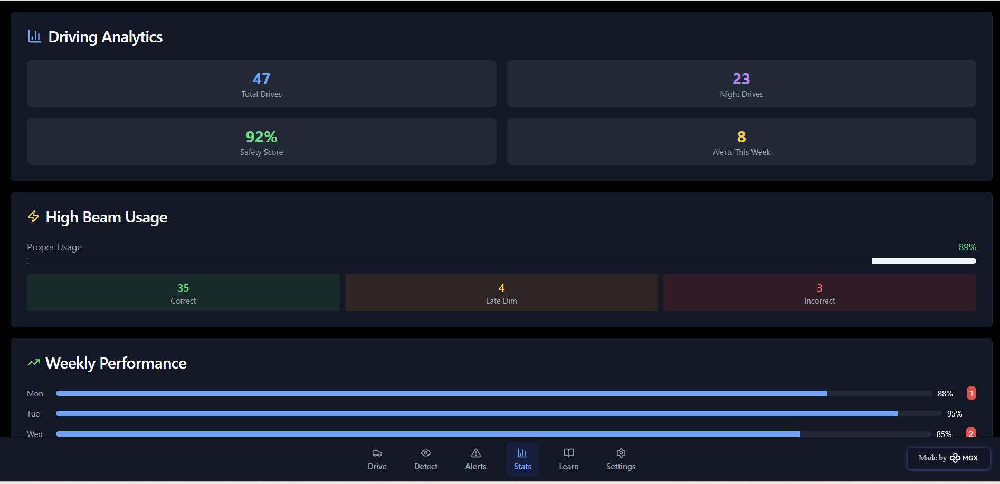 Driving Analytics
47
Total Drives
23
Night Drives
92%
Safety Score
8
Alerts This Week
High Beam Usage
Proper Usage
89%
35
Correct
4
Late Dim
3
Incorrect
Weekly Performance
Mon 88% 1
Tue 95%
Wed 85% 2
Drive
Detect
Alerts
Stats
Learn
Settings
Made by MGX